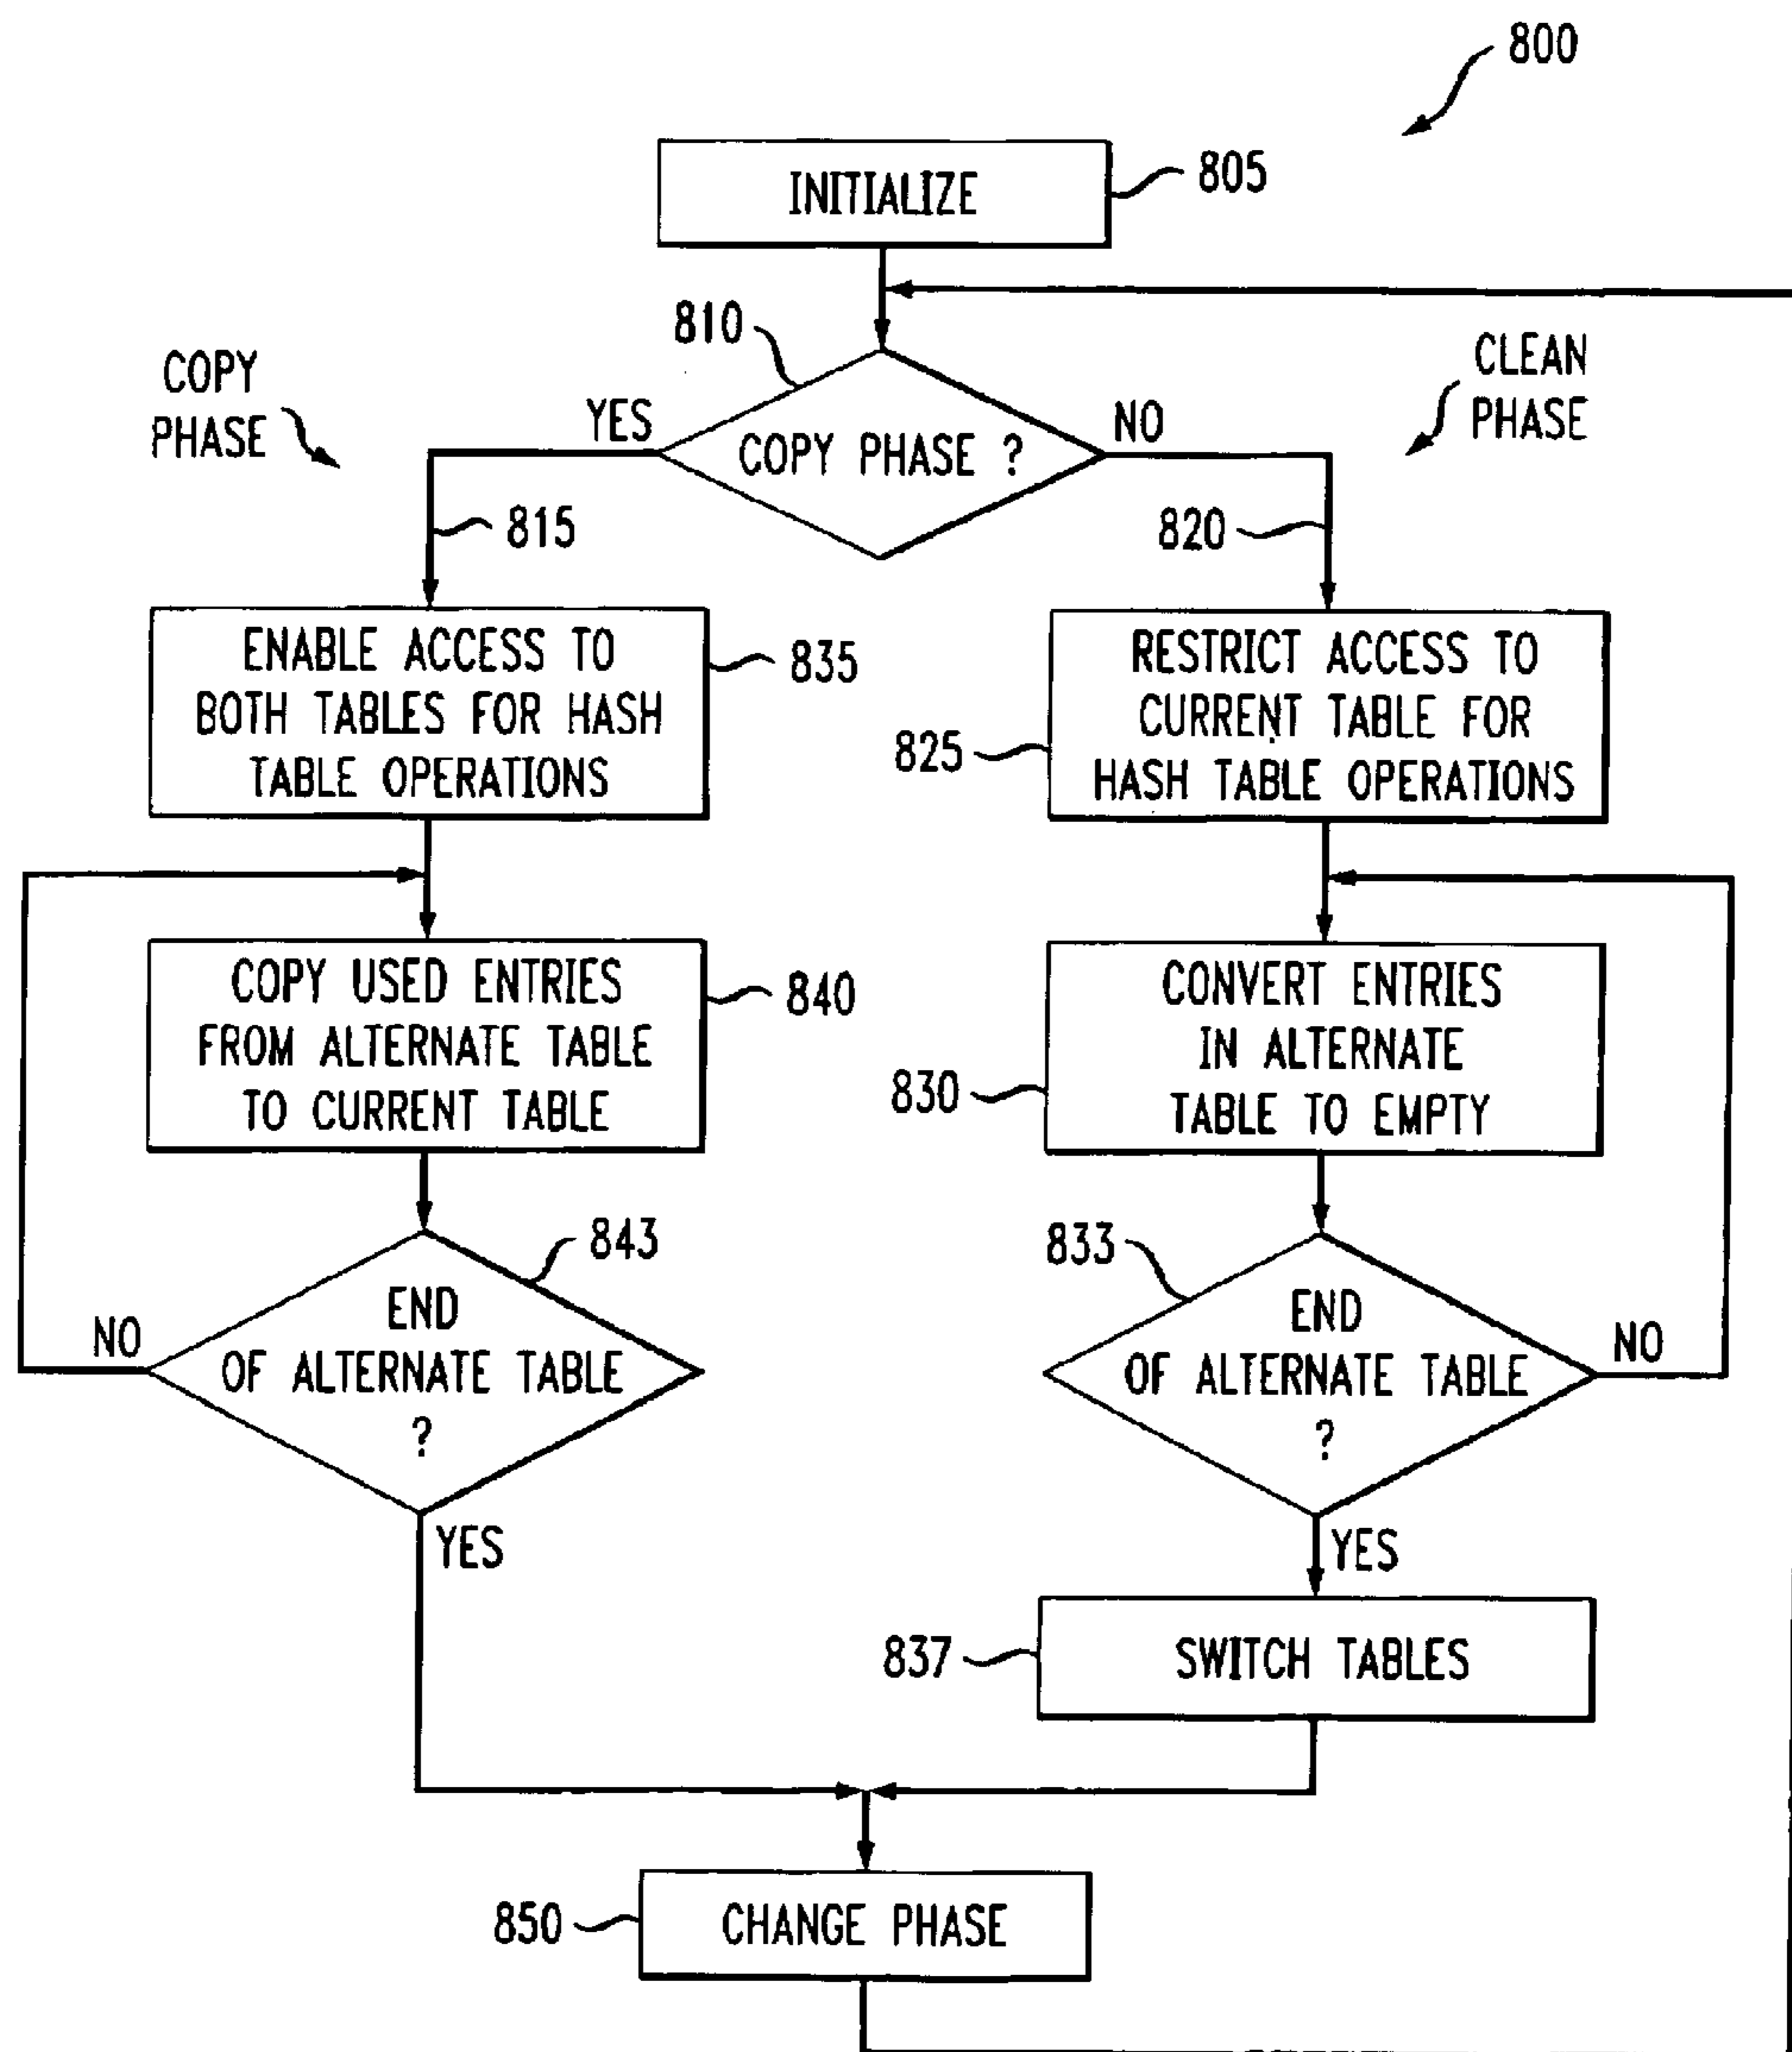 800
INITIALIZE
805
810
COPY
PHASE
CLEAN
PHASE
YES
COPY PHASE ?
NO
815
820
ENABLE ACCESS TO
BOTH TABLES FOR HASH
TABLE OPERATIONS
835
RESTRICT ACCESS TO
CURRENT TABLE FOR
HASH TABLE OPERATIONS
825
COPY USED ENTRIES
FROM ALTERNATE TABLE
TO CURRENT TABLE
840
CONVERT ENTRIES
IN ALTERNATE
TABLE TO EMPTY
830
843
833
END
OF ALTERNATE TABLE
?
NO
YES
END
OF ALTERNATE TABLE
?
NO
YES
837
SWITCH TABLES
850
CHANGE PHASE